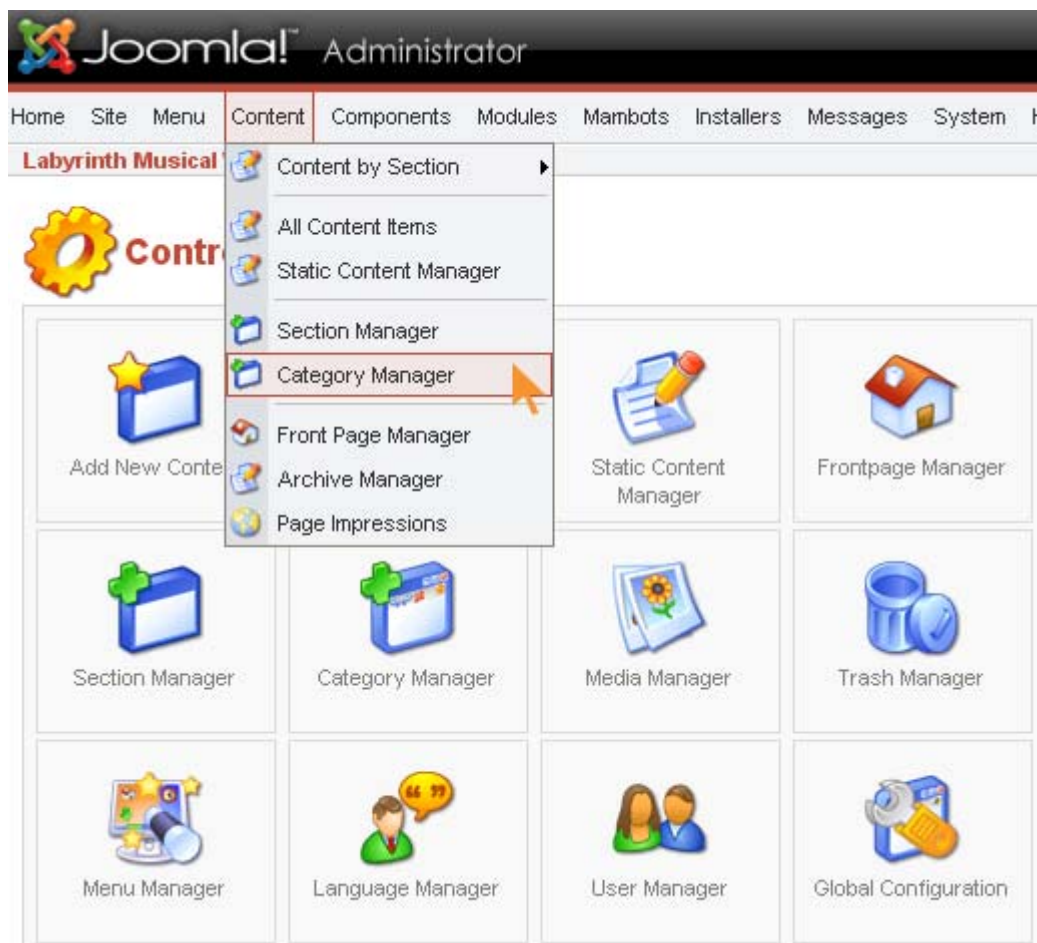 Joomla!™ Administrator
Home Site Menu Content Components Modules Mambots Installers Messages System
Labyrinth Musical
Content by Section
All Content Items
Static Content Manager
Section Manager
Category Manager
Front Page Manager
Archive Manager
Page Impressions
Contr
Add New Conte
Static Content
Manager
Frontpage Manager
Section Manager
Category Manager
Media Manager
Trash Manager
Menu Manager
Language Manager
User Manager
Global Configuration